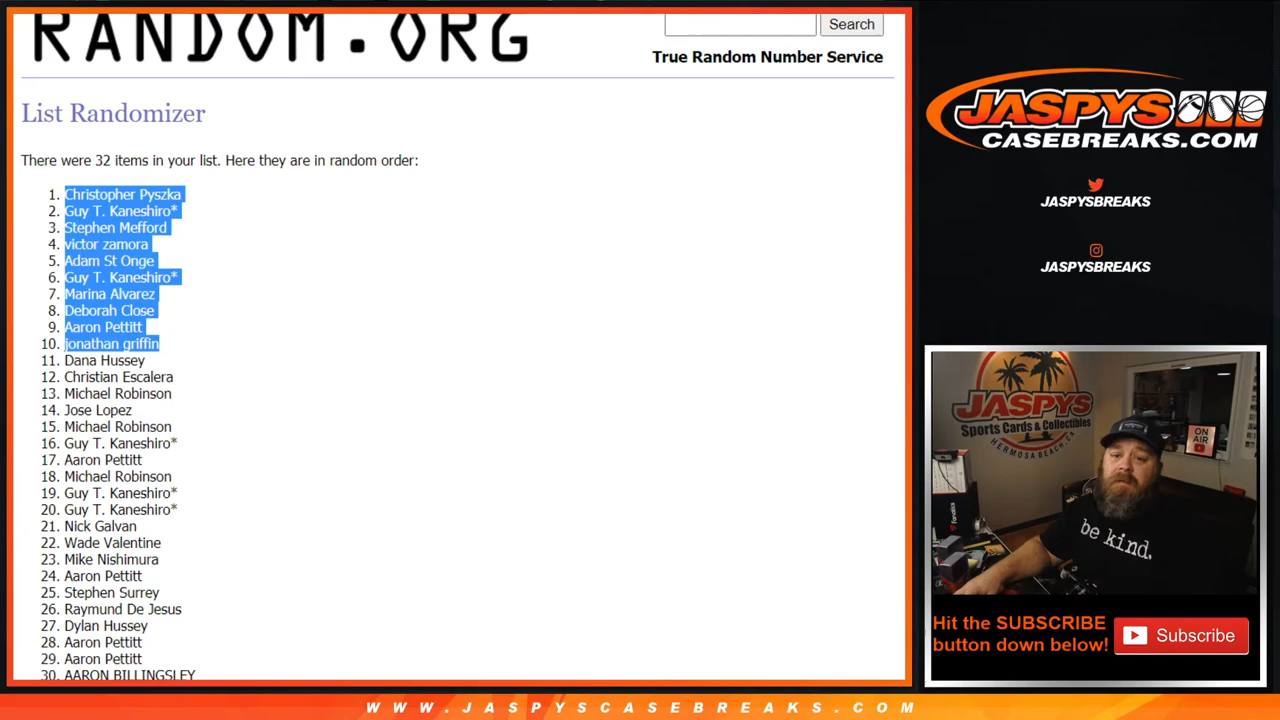 RANDOM.ORG
Search
True Random Number Service
List Randomizer
There were 32 items in your list. Here they are in random order:
1. Christopher Pyszka
2. Guy T. Kaneshiro*
3. Stephen Mefford
4. victor zamora
5. Adam St Onge
6. Guy T. Kaneshiro*
7. Marina Alvarez
8. Deborah Close
9. Aaron Pettitt
10. jonathan griffin
11. Dana Hussey
12. Christian Escalera
13. Michael Robinson
14. Jose Lopez
15. Michael Robinson
16. Guy T. Kaneshiro*
17. Aaron Pettitt
18. Michael Robinson
19. Guy T. Kaneshiro*
20. Guy T. Kaneshiro*
21. Nick Galvan
22. Wade Valentine
23. Mike Nishimura
24. Aaron Pettitt
25. Stephen Surrey
26. Raymund De Jesus
27. Dylan Hussey
28. Aaron Pettitt
29. Aaron Pettitt
30. AARON BILLINGSLEY
JASPYS
CASEBREAKS.COM
JASPYSBREAKS
JASPYSBREAKS
JASPYS
Sports Cards & Collectibles
HERMOSA BEACH, CA
ON
AIR
Fanatics
be kind.
Hit the SUBSCRIBE
button down below!
Subscribe
WWW.JASPYSCASEBREAKS.COM